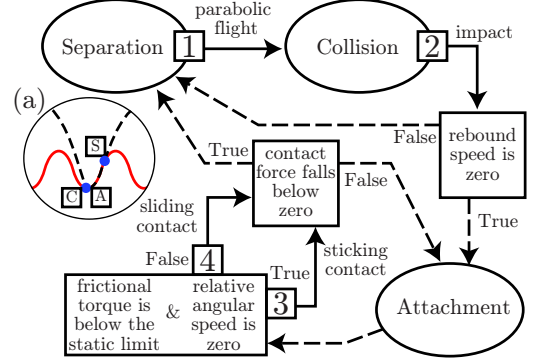 parabolic
flight
Separation
1
Collision
2
impact
(a)
S
C
A
False
rebound
speed is
zero
True
True
contact
force falls
below
zero
False
sliding
contact
sticking
contact
False
4
True
3
frictional
torque is
below the
static limit
&
relative
angular
speed is
zero
Attachment